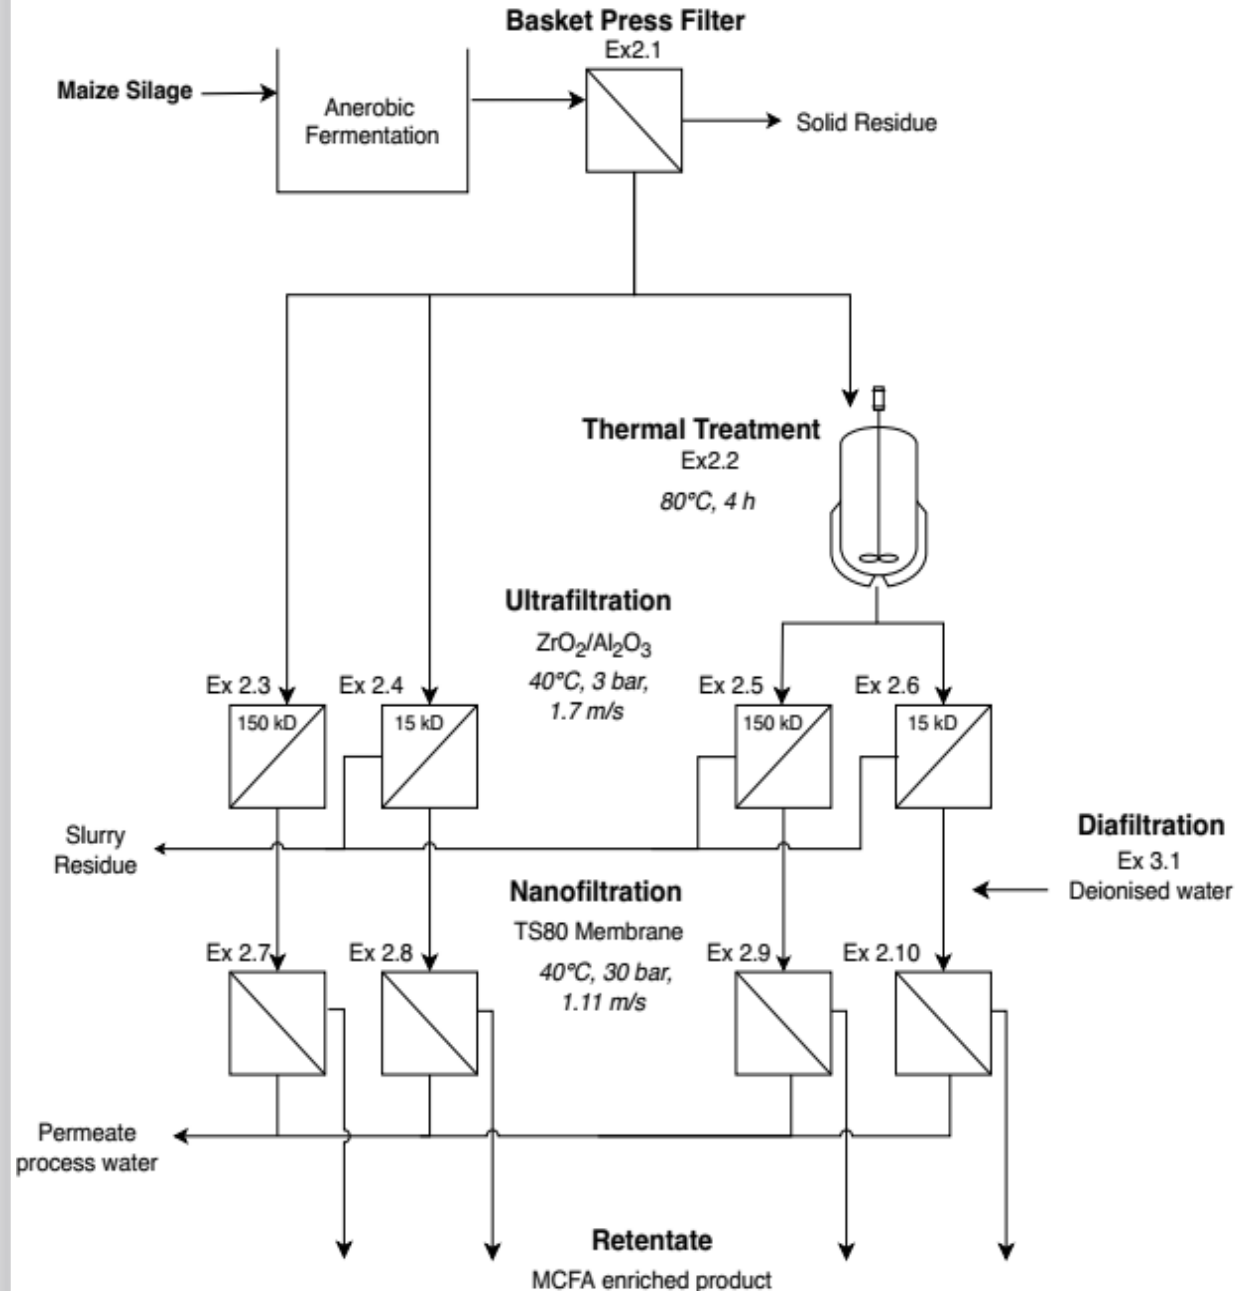 Basket Press Filter
Ex2.1
Maize Silage
Anerobic
Fermentation
Solid Residue
Thermal Treatment
Ex2.2
80°C, 4 h
Ultrafiltration
ZrO2/Al2O3
40°C, 3 bar,
1.7 m/s
Ex 2.3
Ex 2.4
Ex 2.5
Ex 2.6
150 kD
15 kD
150 kD
15 kD
Slurry
Residue
Diafiltration
Ex 3.1
Deionised water
Nanofiltration
TS80 Membrane
40°C, 30 bar,
1.11 m/s
Ex 2.7
Ex 2.8
Ex 2.9
Ex 2.10
Permeate
process water
Retentate
MCFA enriched product